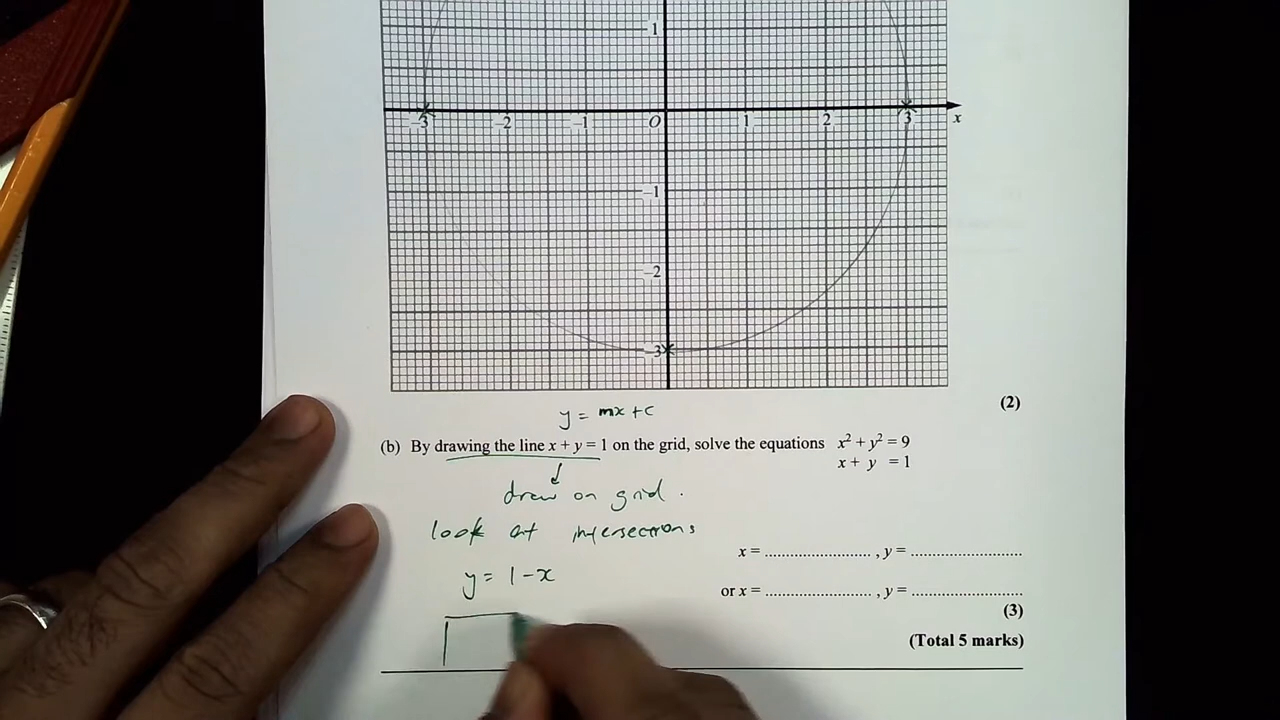 1
-3 -2 -1 O 1 2 3 x
-1
-2
-3
y = mx + c
(2)
(b) By drawing the line x + y = 1 on the grid, solve the equations x² + y² = 9
x + y = 1
draw on grid.
look at intersections
x = ........................ , y = ........................
y = 1 - x
or x = ........................ , y = ........................
(3)
(Total 5 marks)